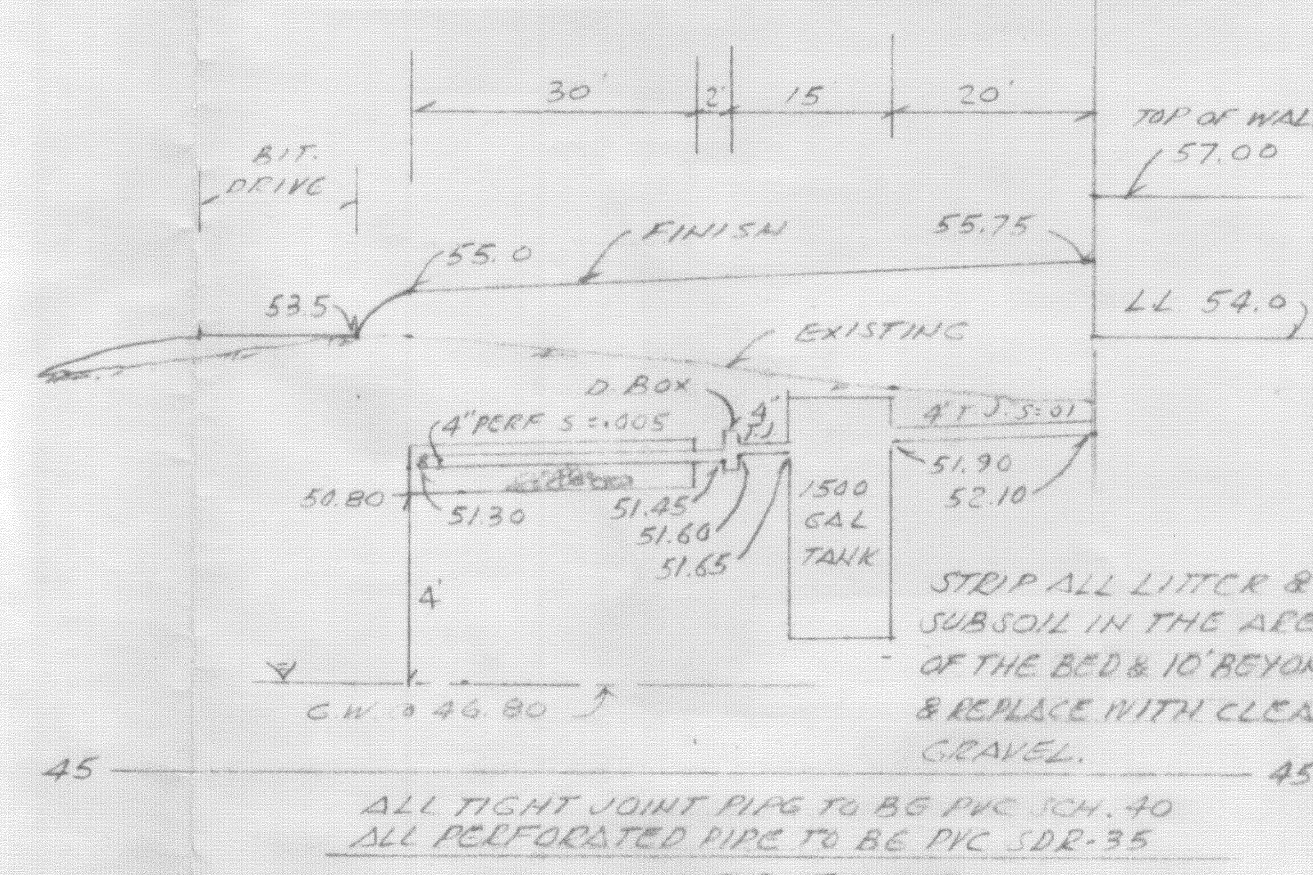 30'
2'
15
20'
TOP OF WAL
57.00
BIT.
DRIVE
55.0
FINISH
55.75
53.5
LL 54.0
EXISTING
D BOX
4" PERF S=.005
4"
TJ
4" T.J. S=.01
51.90
52.10
50.80
51.30
51.45
51.60
51.65
1500
GAL
TANK
4'
G.W. @ 46.80
STRIP ALL LITTER &
SUBSOIL IN THE ARE
OF THE BED & 10' BEYON
& REPLACE WITH CLEA
GRAVEL.
45
45
ALL TIGHT JOINT PIPE TO BE PVC SCH. 40
ALL PERFORATED PIPE TO BE PVC SDR-35